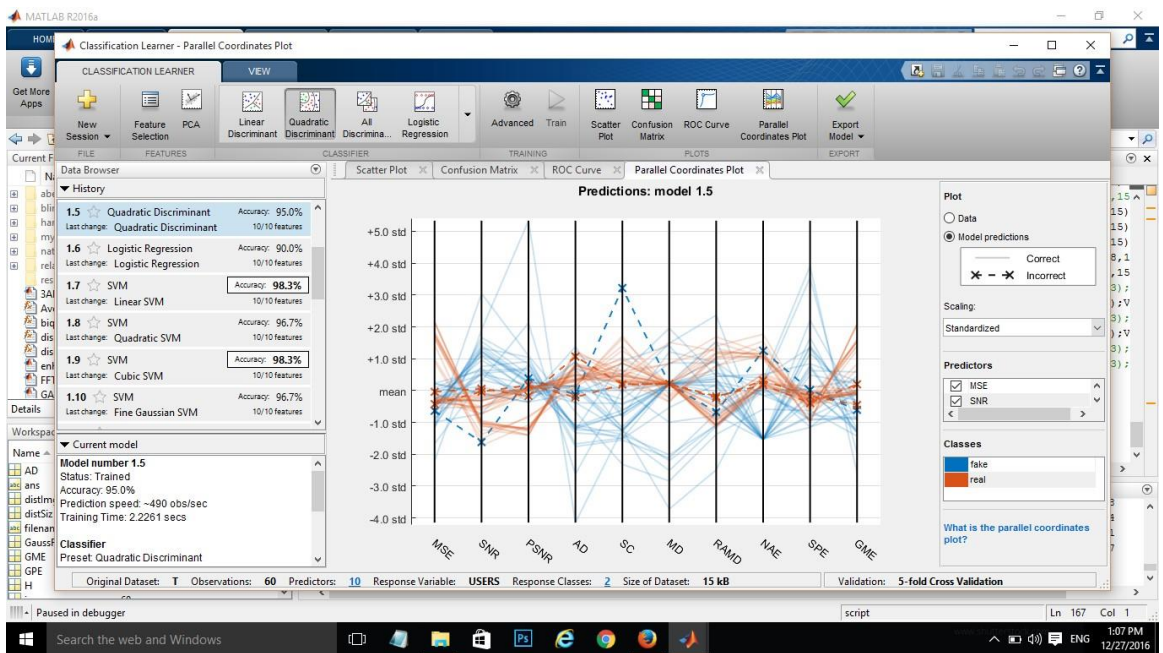 MATLAB R2016a
HOME
Get More
Apps
Classification Learner - Parallel Coordinates Plot
CLASSIFICATION LEARNER
VIEW
New
Session
Feature
Selection
PCA
Linear
Discriminant
Quadratic
Discriminant
All
Discrimina...
Logistic
Regression
Advanced
Train
Scatter
Plot
Confusion
Matrix
ROC Curve
Parallel
Coordinates Plot
Export
Model
FILE
FEATURES
CLASSIFIER
TRAINING
PLOTS
EXPORT
Data Browser
History
1.5 Quadratic Discriminant Accuracy: 95.0%
Last change: Quadratic Discriminant 10/10 features
1.6 Logistic Regression Accuracy: 90.0%
Last change: Logistic Regression 10/10 features
1.7 SVM Accuracy: 98.3%
Last change: Linear SVM 10/10 features
1.8 SVM Accuracy: 96.7%
Last change: Quadratic SVM 10/10 features
1.9 SVM Accuracy: 98.3%
Last change: Cubic SVM 10/10 features
1.10 SVM Accuracy: 96.7%
Last change: Fine Gaussian SVM 10/10 features
Current model
Model number 1.5
Status: Trained
Accuracy: 95.0%
Prediction speed: ~490 obs/sec
Training Time: 2.2261 secs
Classifier
Preset: Quadratic Discriminant
Scatter Plot
Confusion Matrix
ROC Curve
Parallel Coordinates Plot
Predictions: model 1.5
+5.0 std
+4.0 std
+3.0 std
+2.0 std
+1.0 std
mean
-1.0 std
-2.0 std
-3.0 std
-4.0 std
MSE SNR PSNR AD SC MD RAMD NAE SPE GME
Plot
Data
Model predictions
Correct
Incorrect
Scaling:
Standardized
Predictors
MSE
SNR
Classes
fake
real
What is the parallel coordinates
plot?
Original Dataset: T Observations: 60 Predictors: 10 Response Variable: USERS Response Classes: 2 Size of Dataset: 15 kB
Validation: 5-fold Cross Validation
Current F
Details
Workspac
Name
AD
ans
distIm
distSiz
filenan
GaussF
GME
GPE
H
Paused in debugger
script
Ln 167 Col 1
Search the web and Windows
ENG
1:07 PM
12/27/2016